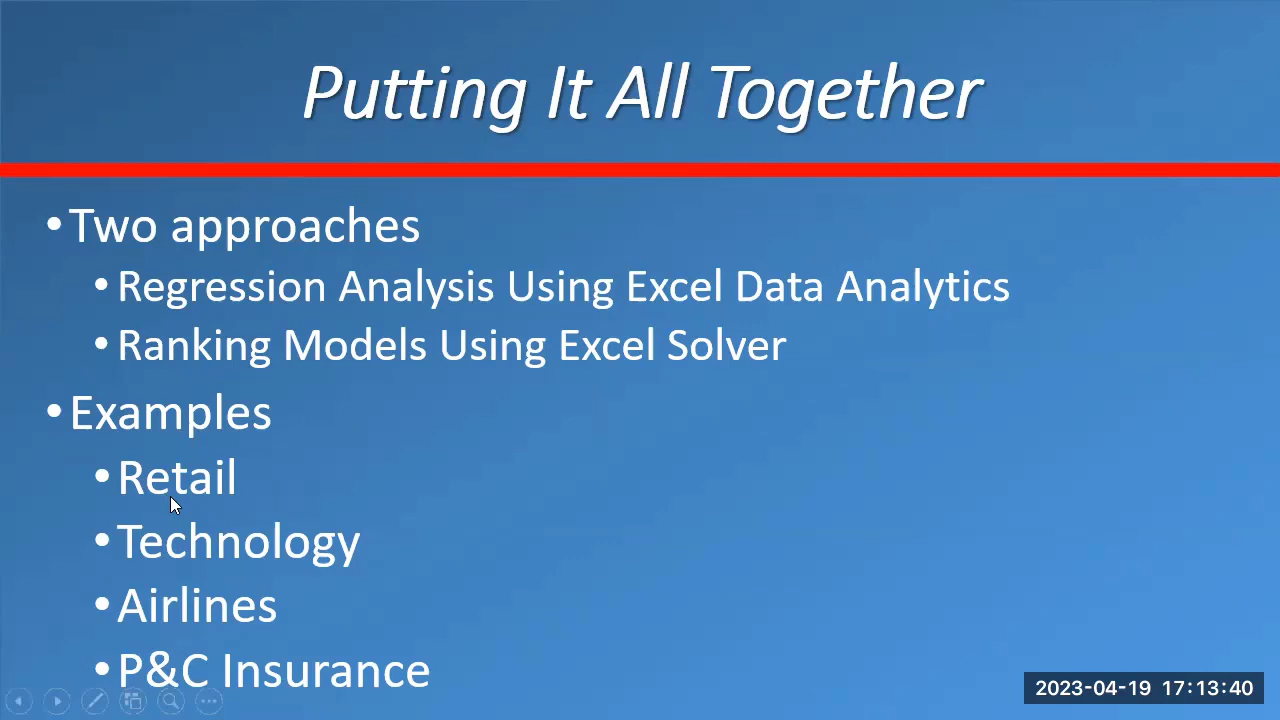 Putting It All Together
•Two approaches
•Regression Analysis Using Excel Data Analytics
•Ranking Models Using Excel Solver
•Examples
•Retail
•Technology
•Airlines
•P&C Insurance
2023-04-19 17:13:40